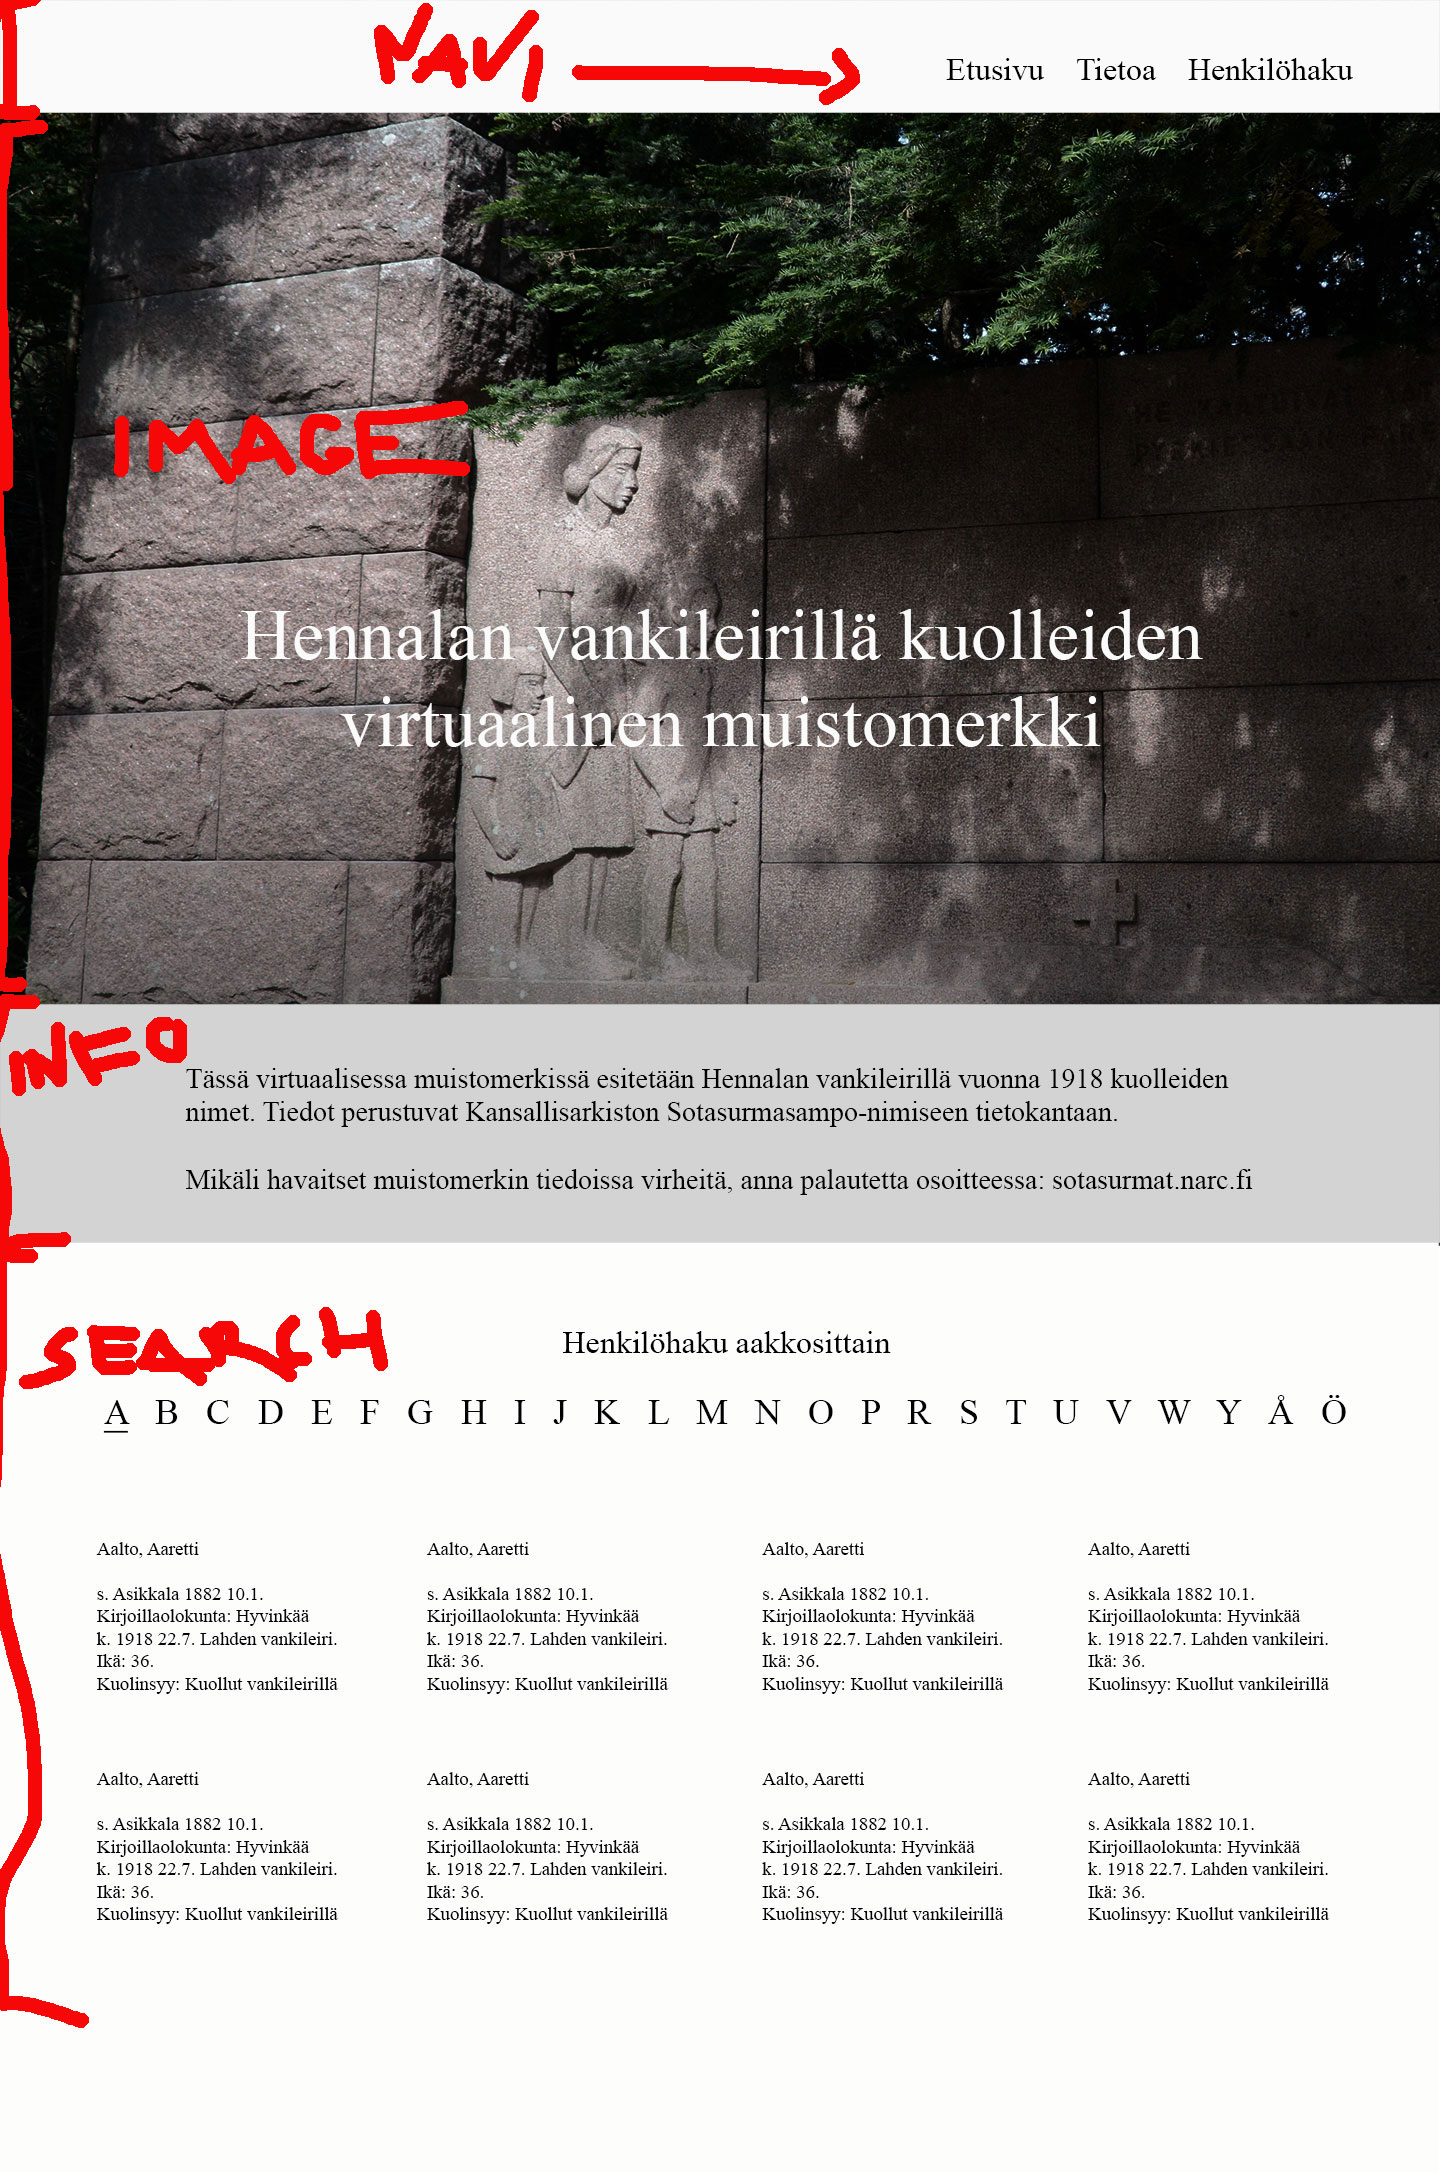 NAVI
Etusivu Tietoa Henkilöhaku
IMAGE
Hennalan vankileirillä kuolleiden
virtuaalinen muistomerkki
INFO
Tässä virtuaalisessa muistomerkissä esitetään Hennalan vankileirillä vuonna 1918 kuolleiden
nimet. Tiedot perustuvat Kansallisarkiston Sotasurmasampo-nimiseen tietokantaan.
Mikäli havaitset muistomerkin tiedoissa virheitä, anna palautetta osoitteessa: sotasurmat.narc.fi
SEARCH
Henkilöhaku aakkosittain
A B C D E F G H I J K L M N O P R S T U V W Y Å Ö
Aalto, Aaretti
s. Asikkala 1882 10.1.
Kirjoillaolokunta: Hyvinkää
k. 1918 22.7. Lahden vankileiri.
Ikä: 36.
Kuolinsyy: Kuollut vankileirillä
Aalto, Aaretti
s. Asikkala 1882 10.1.
Kirjoillaolokunta: Hyvinkää
k. 1918 22.7. Lahden vankileiri.
Ikä: 36.
Kuolinsyy: Kuollut vankileirillä
Aalto, Aaretti
s. Asikkala 1882 10.1.
Kirjoillaolokunta: Hyvinkää
k. 1918 22.7. Lahden vankileiri.
Ikä: 36.
Kuolinsyy: Kuollut vankileirillä
Aalto, Aaretti
s. Asikkala 1882 10.1.
Kirjoillaolokunta: Hyvinkää
k. 1918 22.7. Lahden vankileiri.
Ikä: 36.
Kuolinsyy: Kuollut vankileirillä
Aalto, Aaretti
s. Asikkala 1882 10.1.
Kirjoillaolokunta: Hyvinkää
k. 1918 22.7. Lahden vankileiri.
Ikä: 36.
Kuolinsyy: Kuollut vankileirillä
Aalto, Aaretti
s. Asikkala 1882 10.1.
Kirjoillaolokunta: Hyvinkää
k. 1918 22.7. Lahden vankileiri.
Ikä: 36.
Kuolinsyy: Kuollut vankileirillä
Aalto, Aaretti
s. Asikkala 1882 10.1.
Kirjoillaolokunta: Hyvinkää
k. 1918 22.7. Lahden vankileiri.
Ikä: 36.
Kuolinsyy: Kuollut vankileirillä
Aalto, Aaretti
s. Asikkala 1882 10.1.
Kirjoillaolokunta: Hyvinkää
k. 1918 22.7. Lahden vankileiri.
Ikä: 36.
Kuolinsyy: Kuollut vankileirillä